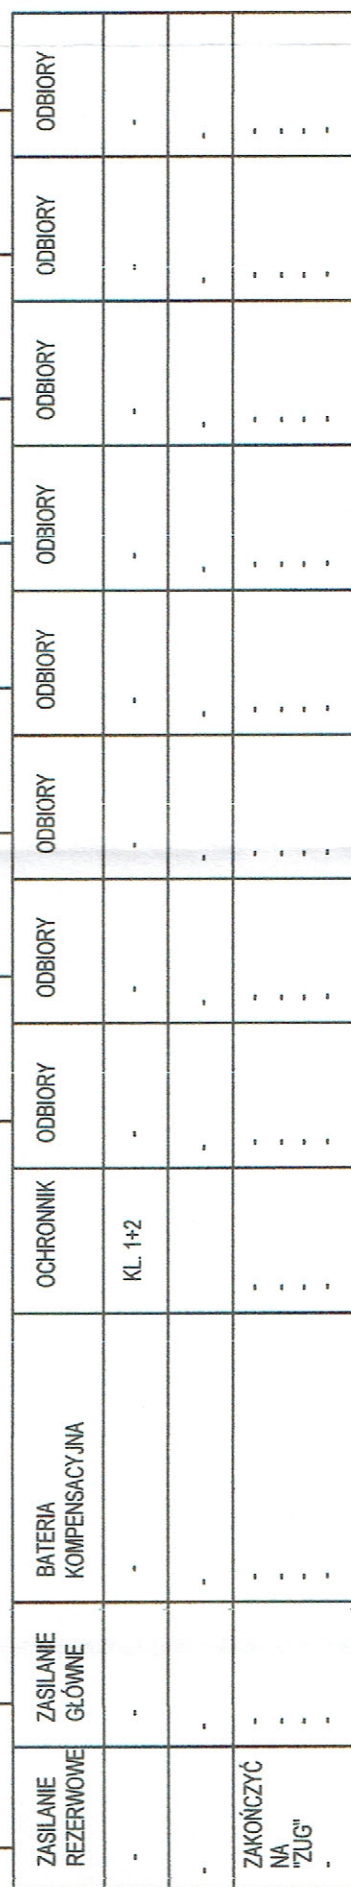 ZASILANIE
REZERWOWE
ZASILANIE
GŁÓWNE
BATERIA
KOMPENSACYJNA
OCHRONNIK
ODBIORY
ODBIORY
ODBIORY
ODBIORY
ODBIORY
ODBIORY
ODBIORY
ODBIORY
- - - KL. 1+2 - - - - - - - -
- - - - - - - - - - -
ZAKOŃCZYĆ - - - - - - - - - - -
NA - - - - - - - - - - -
"ZUG" - - - - - - - - - - -
- - - - - - - - - - - -